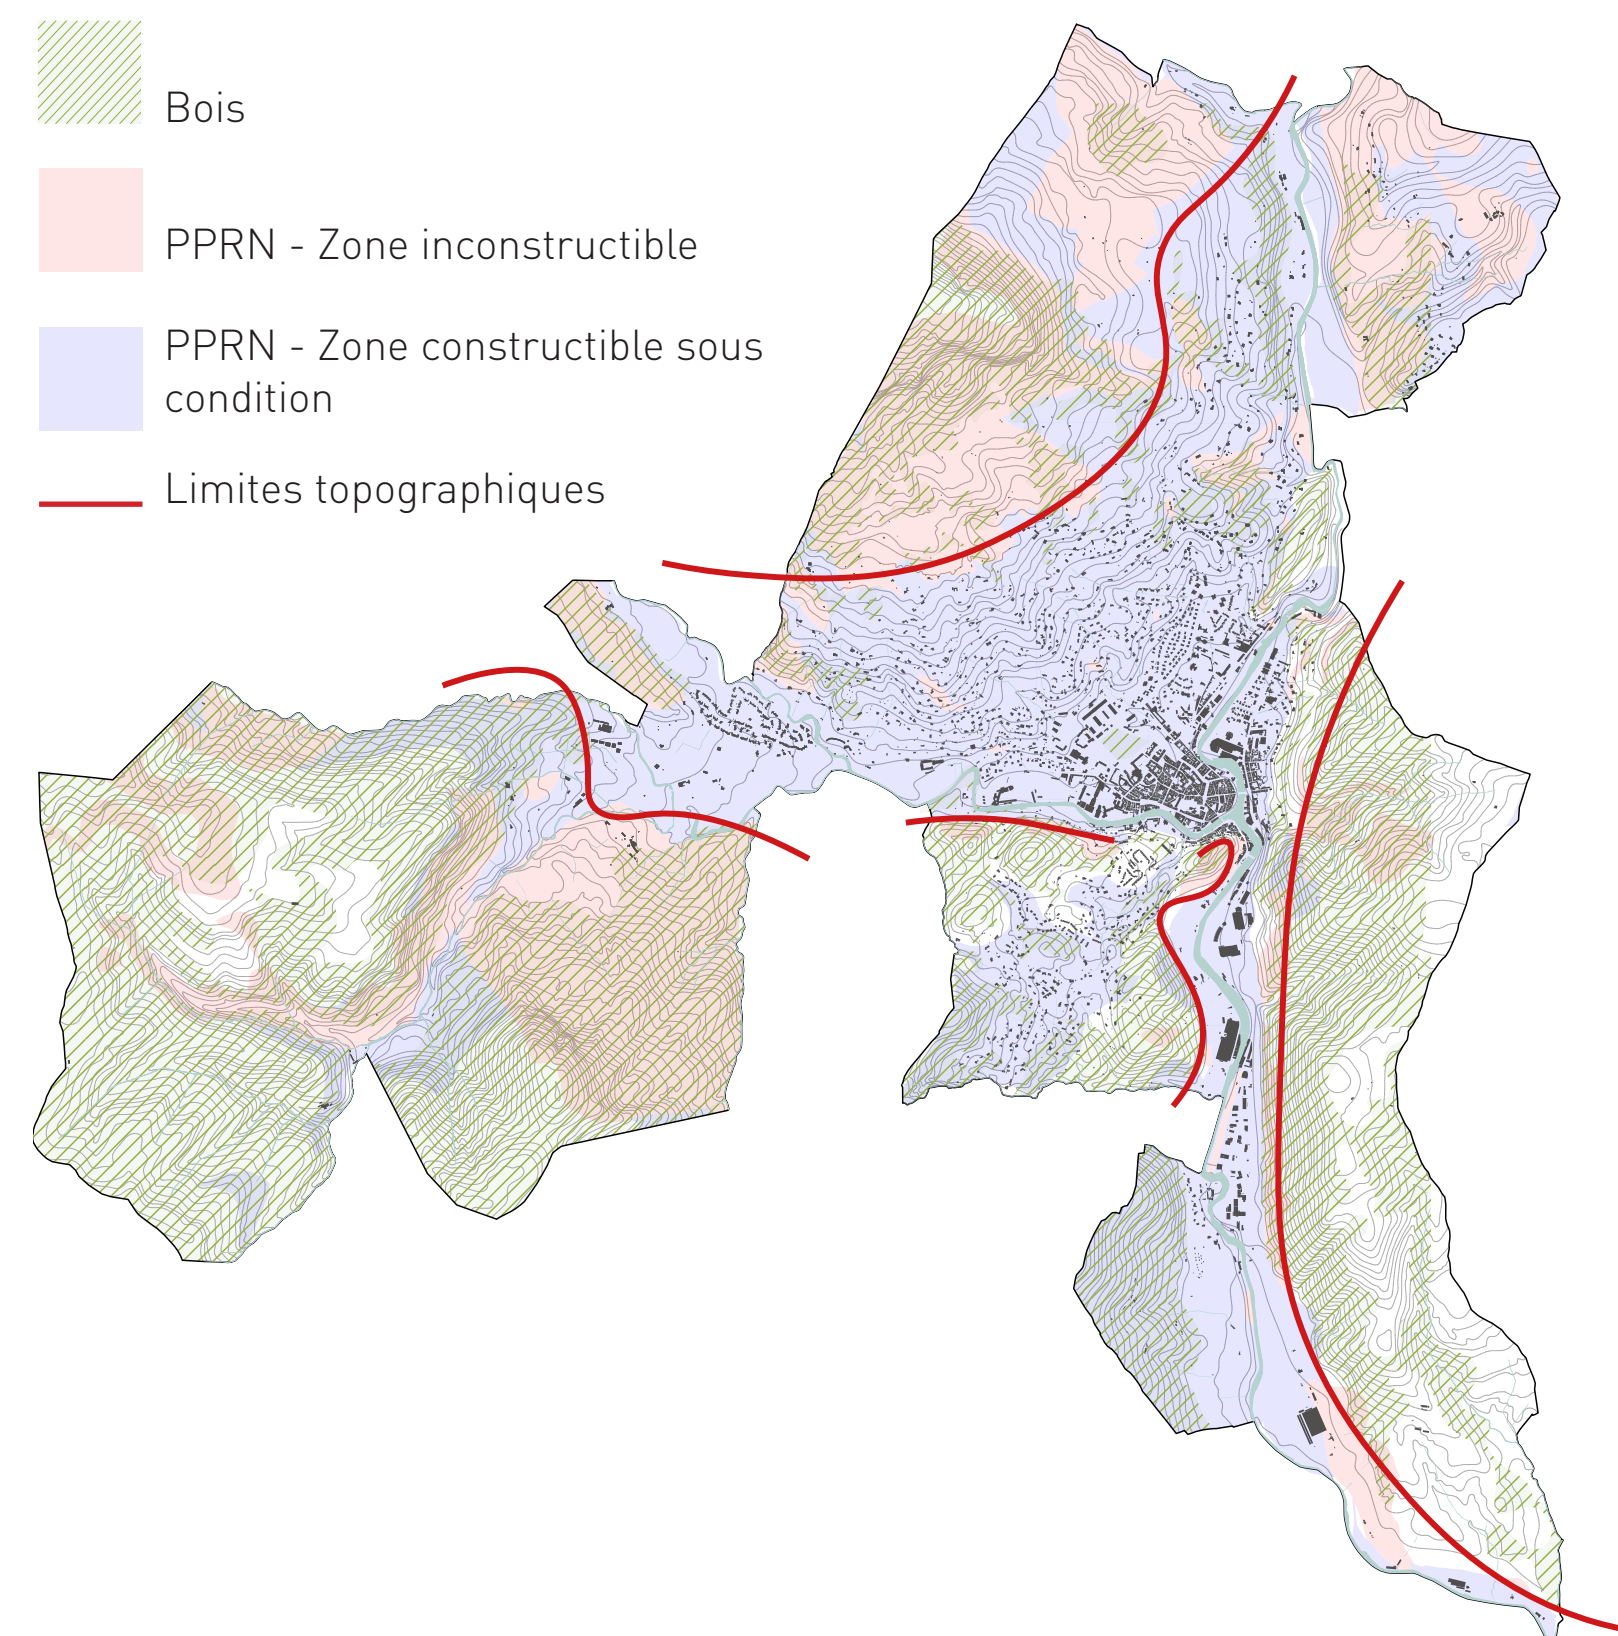 Bois
PPRN - Zone inconstructible
PPRN - Zone constructible sous
condition
Limites topographiques